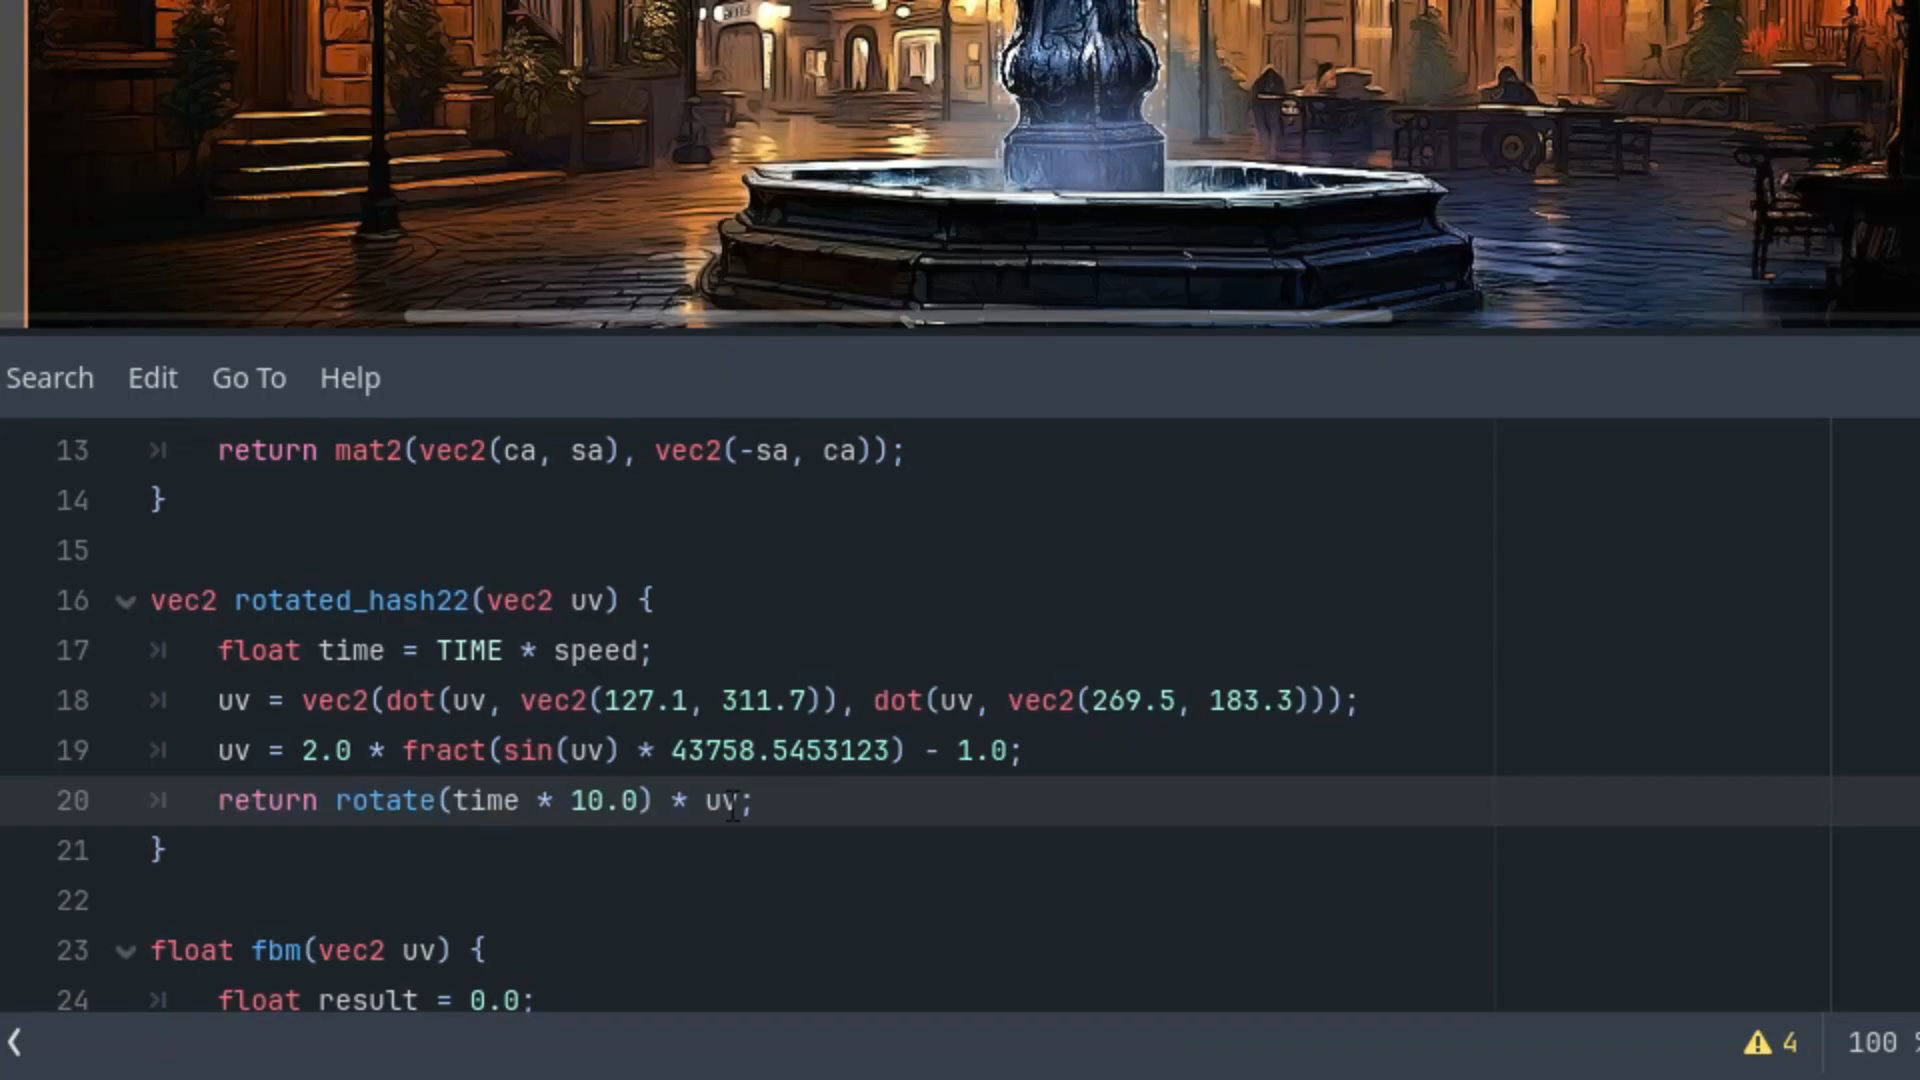 Search Edit Go To Help
13 return mat2(vec2(ca, sa), vec2(-sa, ca));
14 }
15
16 vec2 rotated_hash22(vec2 uv) {
17 float time = TIME * speed;
18 uv = vec2(dot(uv, vec2(127.1, 311.7)), dot(uv, vec2(269.5, 183.3)));
19 uv = 2.0 * fract(sin(uv) * 43758.5453123) - 1.0;
20 return rotate(time * 10.0) * uv;
21 }
22
23 float fbm(vec2 uv) {
24 float result = 0.0;
4 100 %